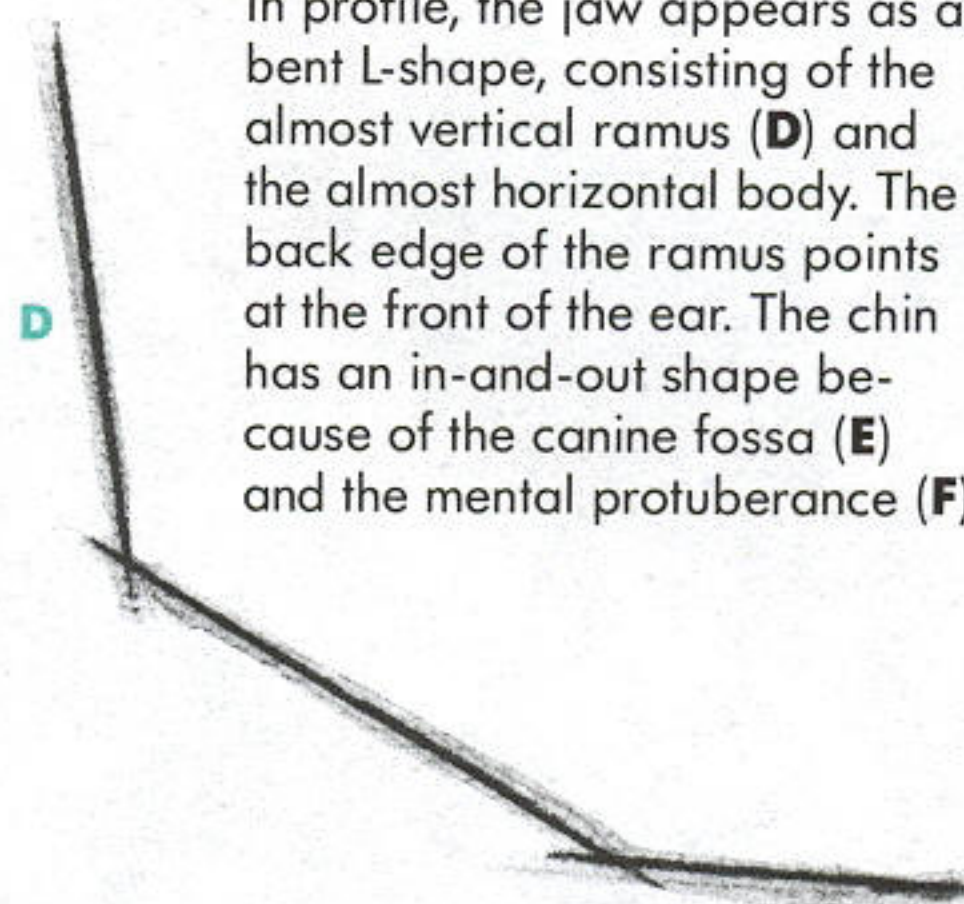 In profile, the jaw appears as a
bent L-shape, consisting of the
almost vertical ramus (D) and
the almost horizontal body. The
back edge of the ramus points
D
at the front of the ear. The chin
has an in-and-out shape be-
cause of the canine fossa (E)
and the mental protuberance (F)